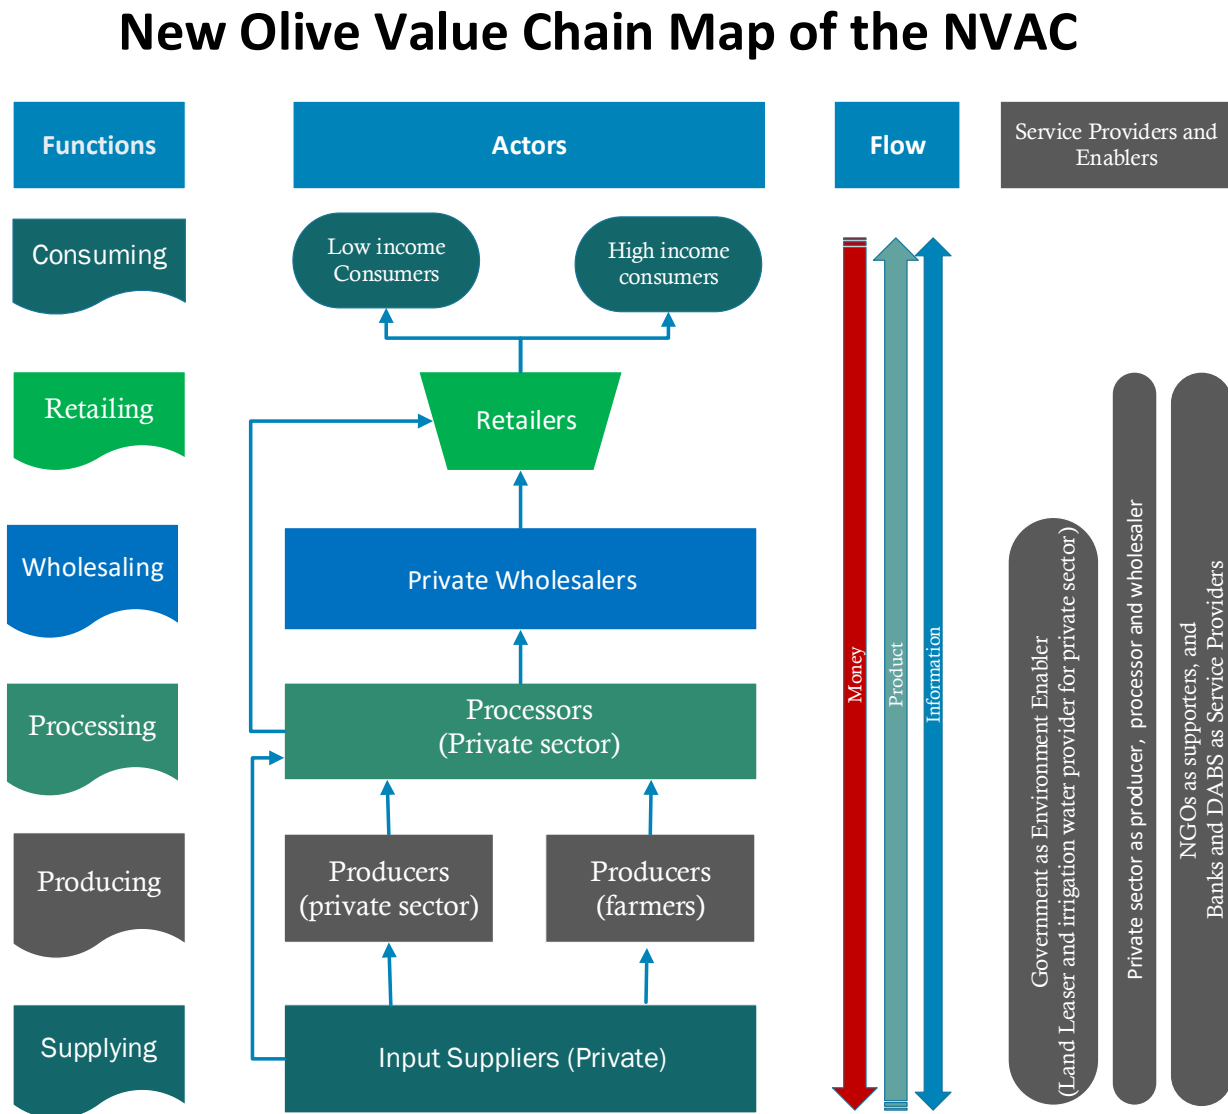 New Olive Value Chain Map of the NVAC
Functions
Actors
Flow
Service Providers and
Enablers
Consuming
Low income
Consumers
High income
consumers
Retailing
Retailers
Wholesaling
Private Wholesalers
Processing
Processors
(Private sector)
Producing
Producers
(private sector)
Producers
(farmers)
Supplying
Input Suppliers (Private)
Money
Product
Information
Government as Environment Enabler
(Land Leaser and irrigation water provider for private sector)
Private sector as producer, processor and wholesaler
NGOs as supporters, and
Banks and DABS as Service Providers